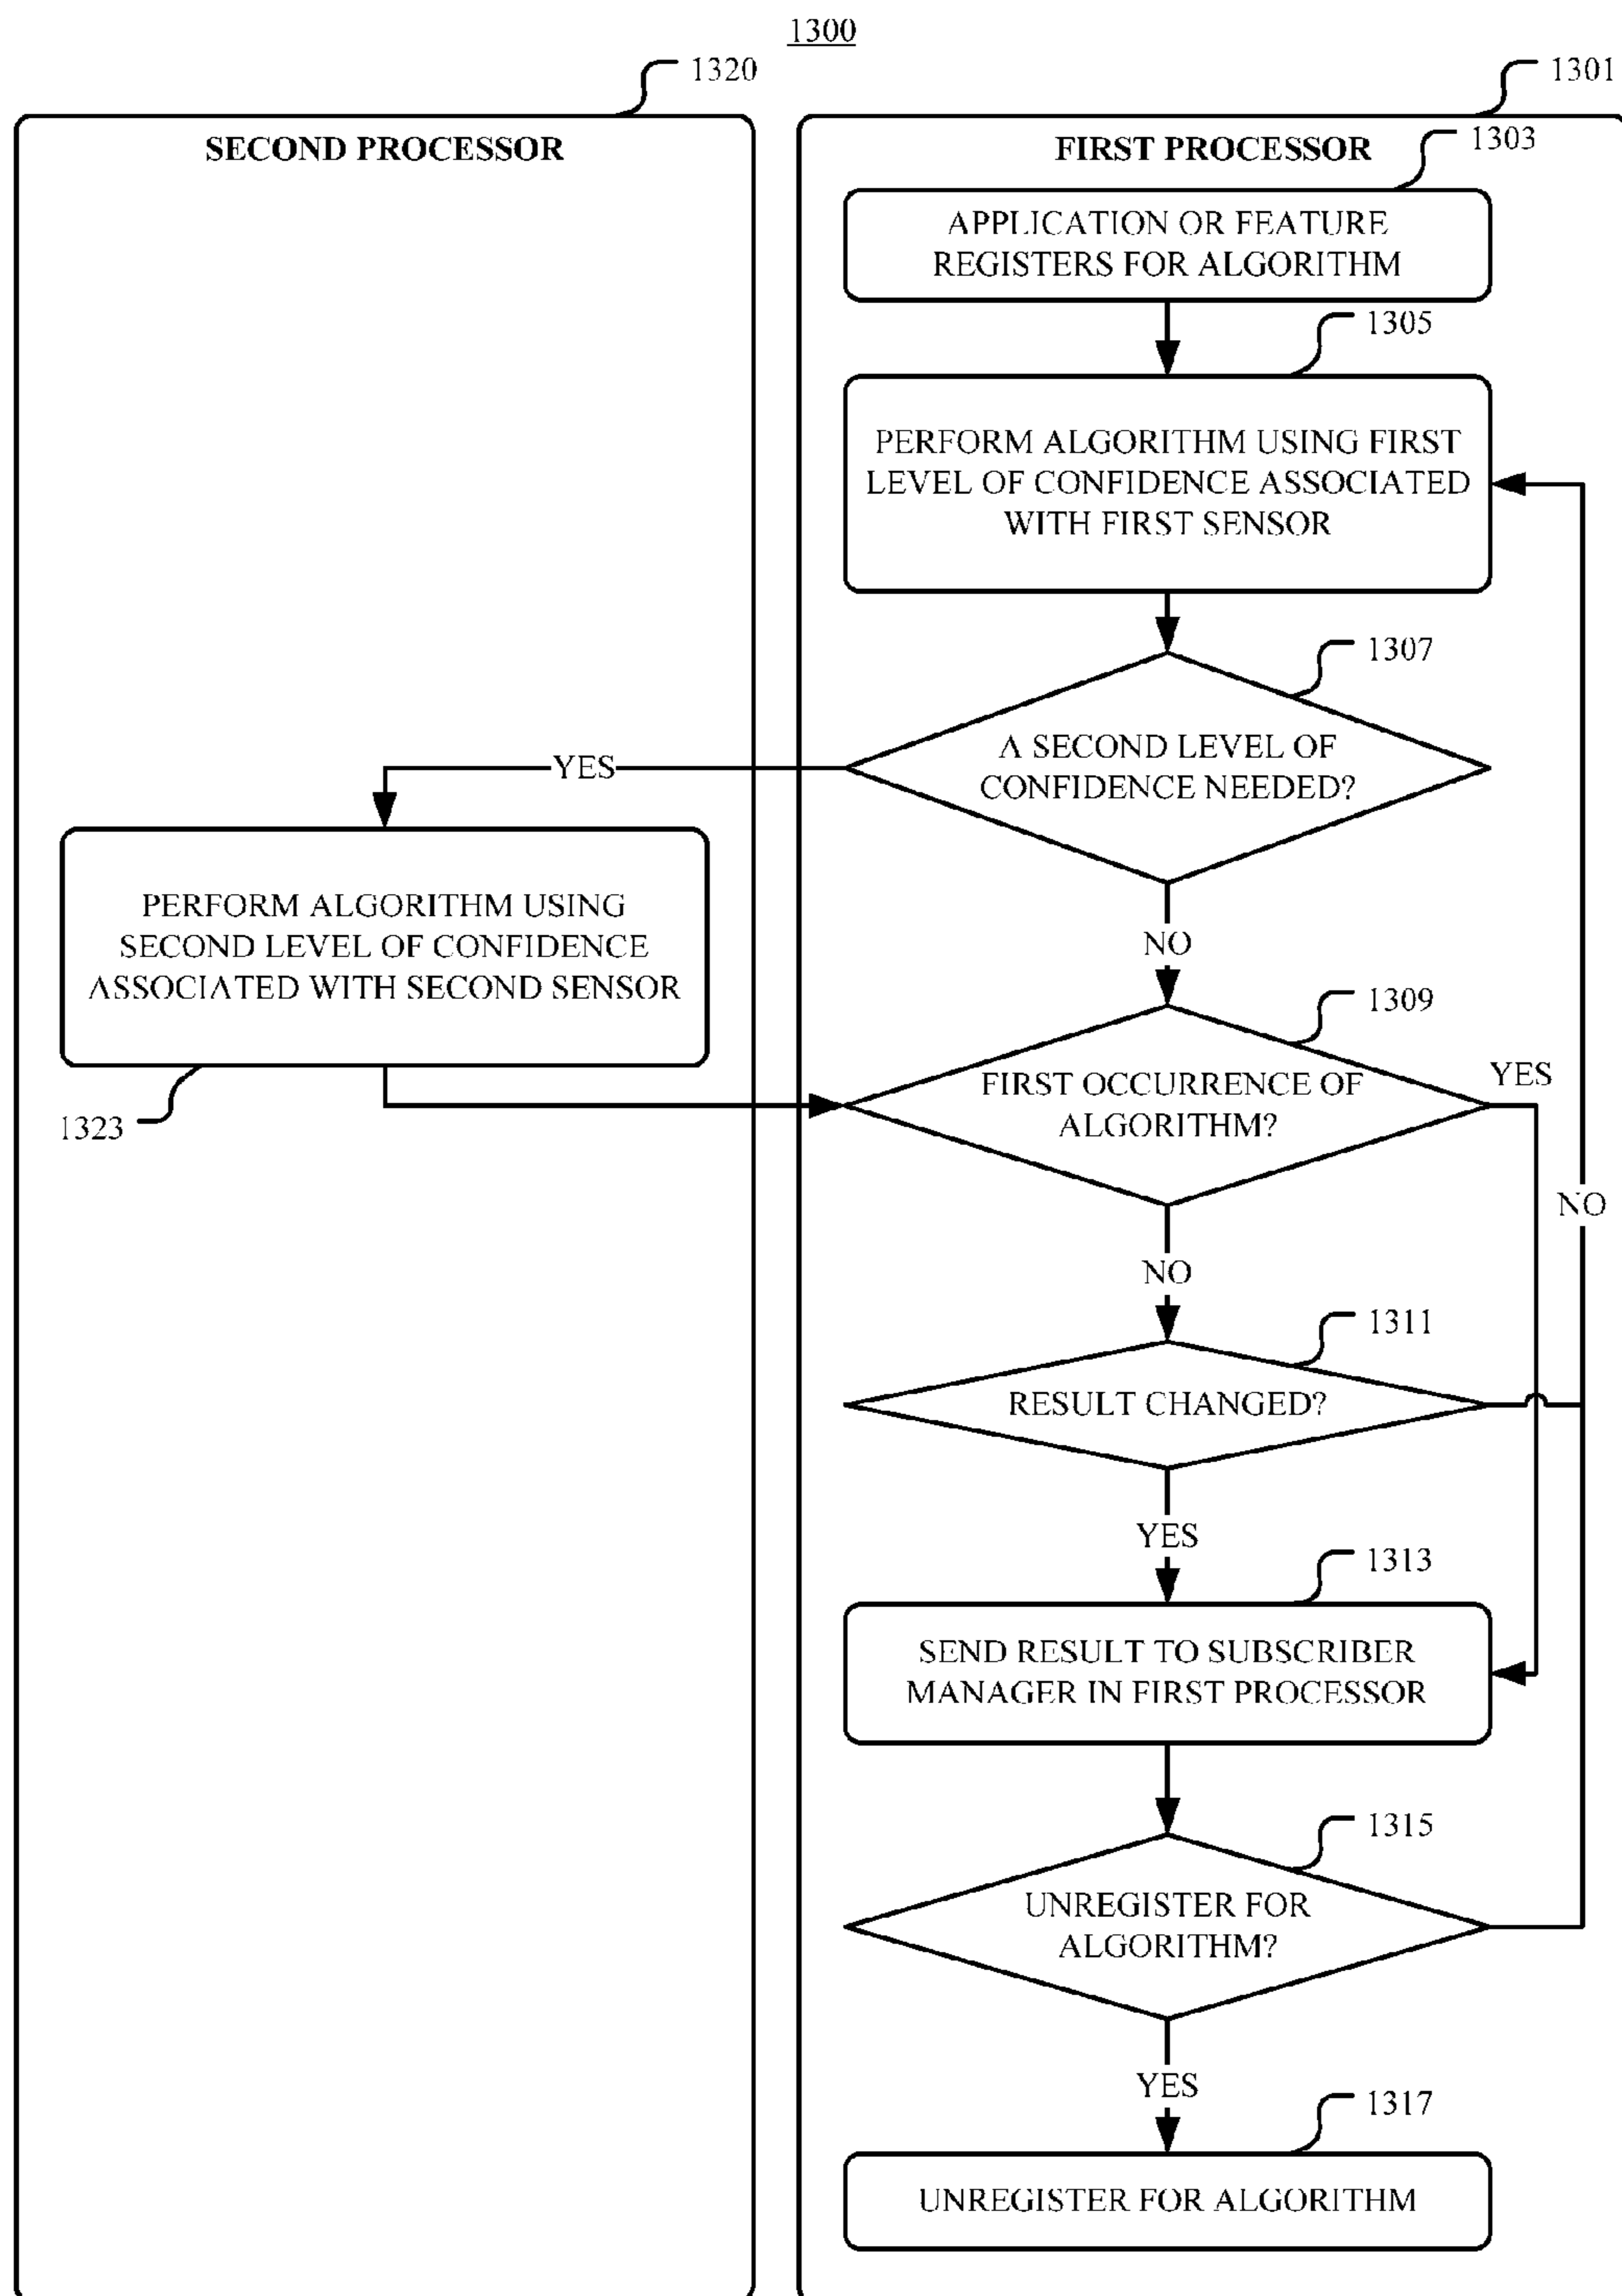 1300
1320
1301
SECOND PROCESSOR
FIRST PROCESSOR
1303
APPLICATION OR FEATURE
REGISTERS FOR ALGORITHM
1305
PERFORM ALGORITHM USING FIRST
LEVEL OF CONFIDENCE ASSOCIATED
WITH FIRST SENSOR
1307
A SECOND LEVEL OF
CONFIDENCE NEEDED?
YES
PERFORM ALGORITHM USING
SECOND LEVEL OF CONFIDENCE
ASSOCIATED WITH SECOND SENSOR
1323
NO
1309
FIRST OCCURRENCE OF
ALGORITHM?
YES
NO
NO
1311
RESULT CHANGED?
YES
1313
SEND RESULT TO SUBSCRIBER
MANAGER IN FIRST PROCESSOR
1315
UNREGISTER FOR
ALGORITHM?
YES
1317
UNREGISTER FOR ALGORITHM